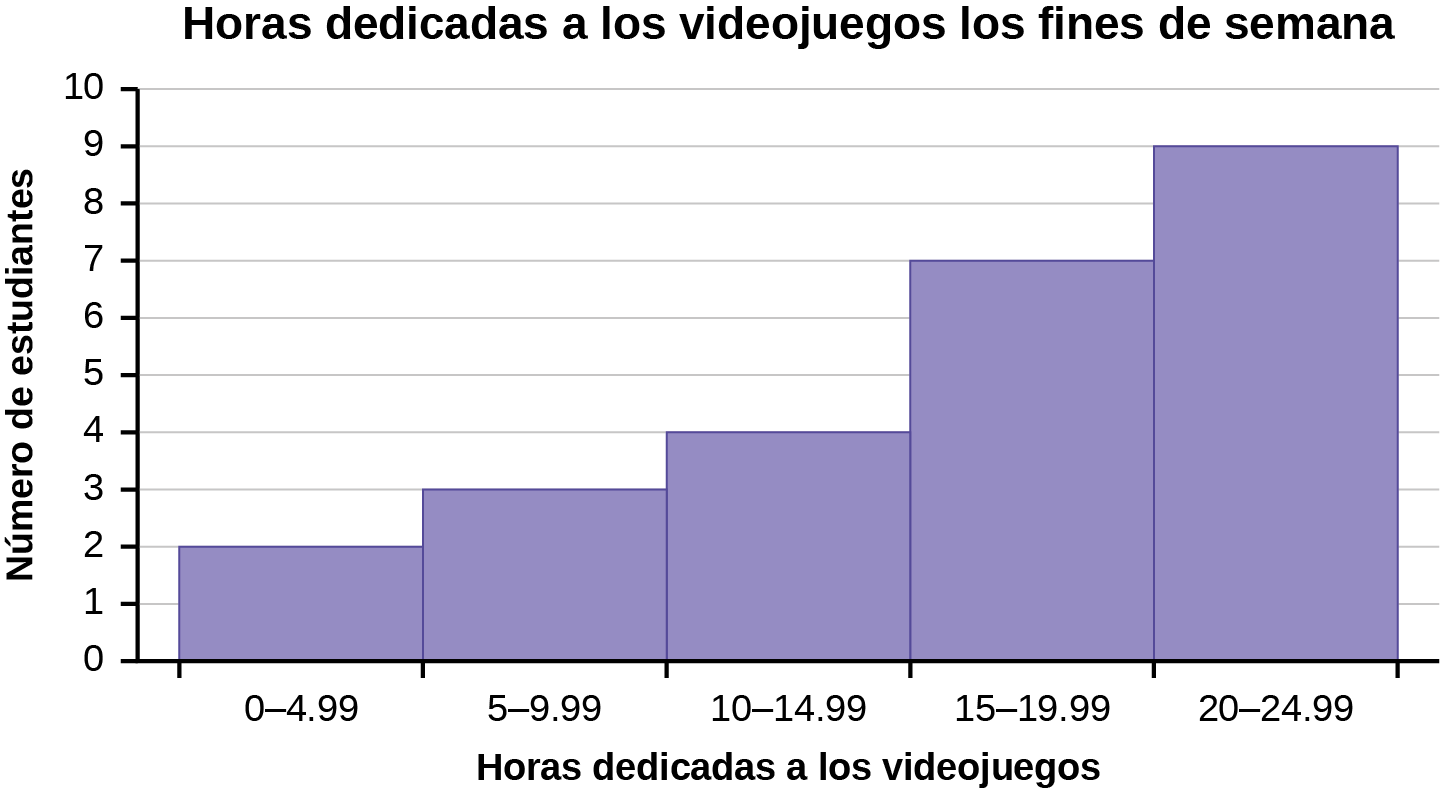 Horas dedicadas a los videojuegos los fines de semana
Número de estudiantes
10
9
8
7
6
5
4
3
2
1
0
0–4.99 5–9.99 10–14.99 15–19.99 20–24.99
Horas dedicadas a los videojuegos